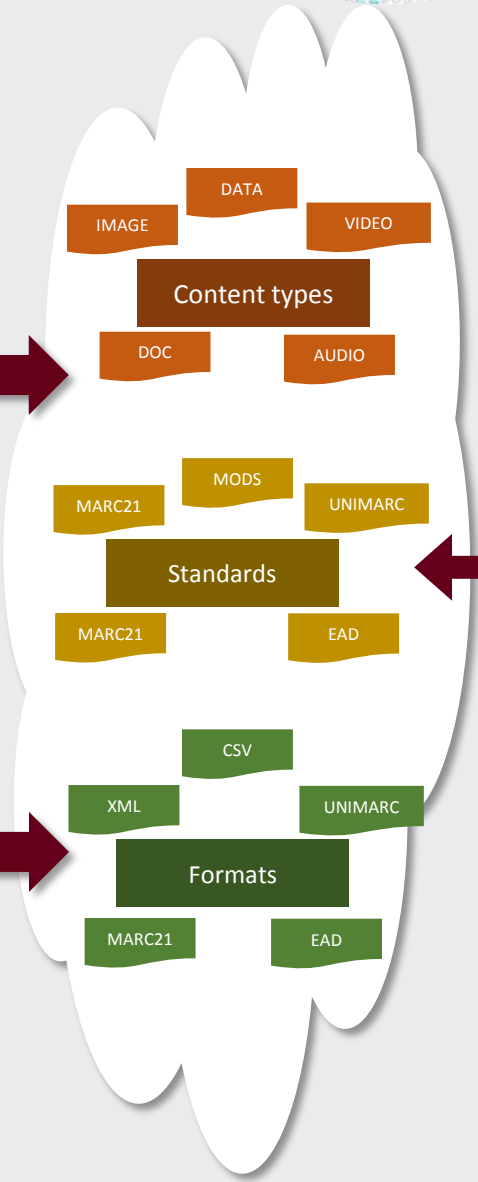 DATA
IMAGE
VIDEO
Content types
DOC
AUDIO
MODS
MARC21
UNIMARC
Standards
MARC21
EAD
CSV
XML
UNIMARC
Formats
MARC21
EAD